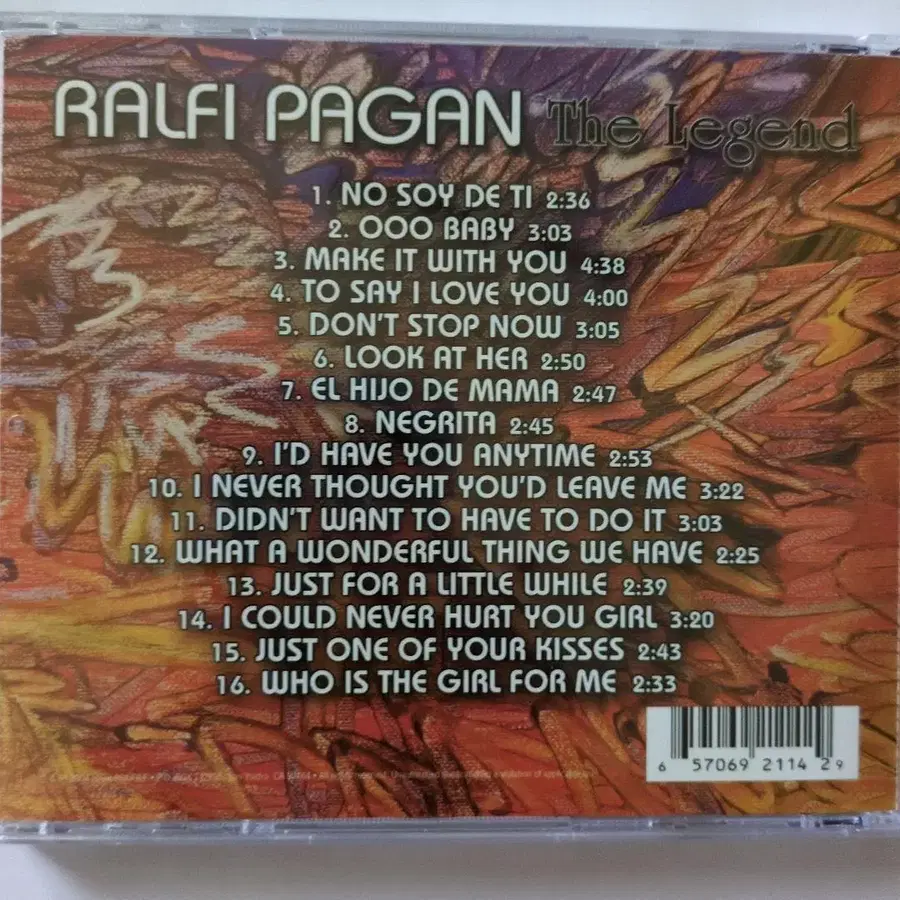 RALFI PAGAN The Legend
1. NO SOY DE TI 2:36
2. OOO BABY 3:03
3. MAKE IT WITH YOU 4:38
4. TO SAY I LOVE YOU 4:00
5. DON'T STOP NOW 3:05
6. LOOK AT HER 2:50
7. EL HIJO DE MAMA 2:47
8. NEGRITA 2:45
9. I'D HAVE YOU ANYTIME 2:53
10. I NEVER THOUGHT YOU'D LEAVE ME 3:22
11. DIDN'T WANT TO HAVE TO DO IT 3:03
12. WHAT A WONDERFUL THING WE HAVE 2:25
13. JUST FOR A LITTLE WHILE 2:39
14. I COULD NEVER HURT YOU GIRL 3:20
15. JUST ONE OF YOUR KISSES 2:43
16. WHO IS THE GIRL FOR ME 2:33
6 57069 2114 2 9